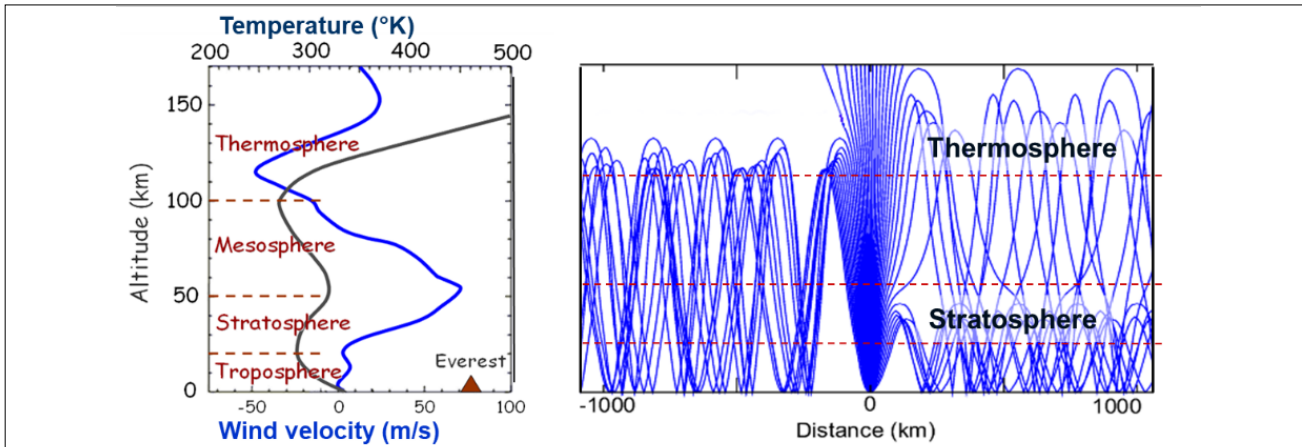 Temperature (°K)
200 300 400 500
150
100
50
0
Altitude (km)
Thermosphere
Mesosphere
Stratosphere
Troposphere
Everest
-50 0 50 100
Wind velocity (m/s)
Thermosphere
Stratosphere
-1000 0 1000
Distance (km)